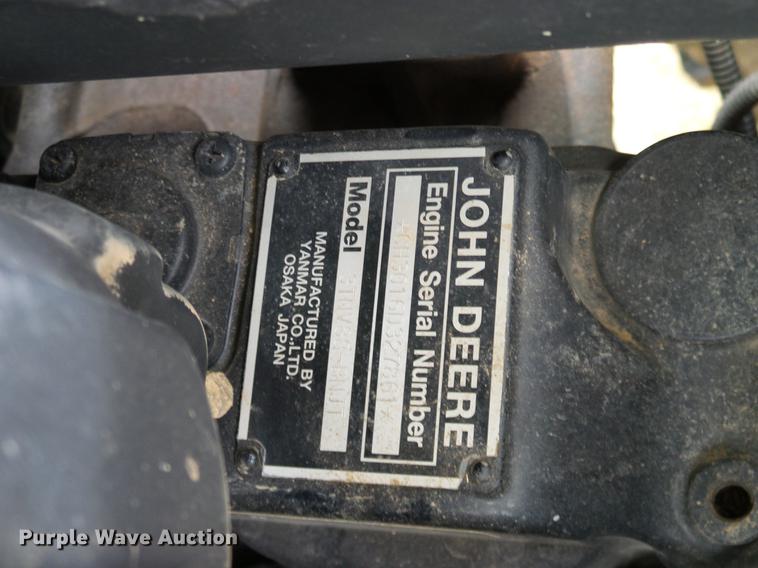 JOHN DEERE
Engine Serial Number
Model
MANUFACTURED BY
YANMAR CO.,LTD.
OSAKA JAPAN
Purple Wave Auction